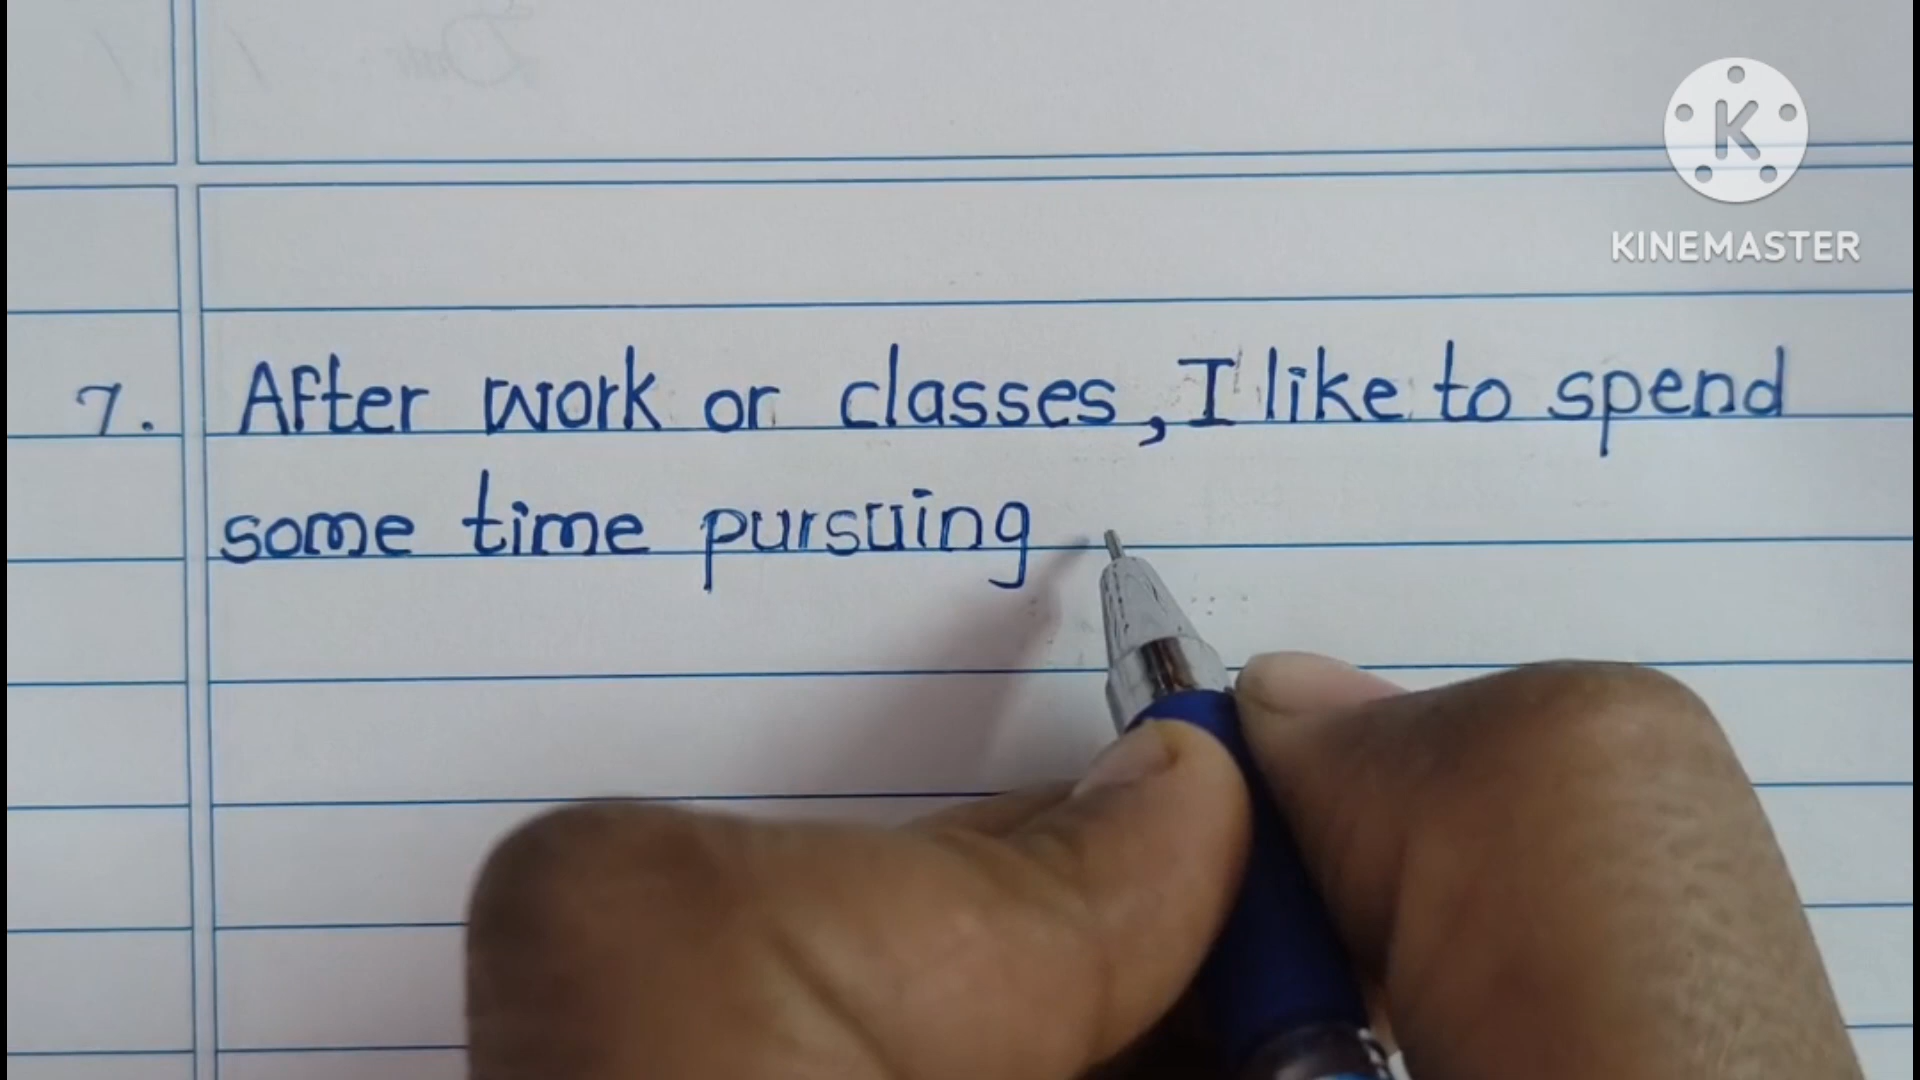 KINEMASTER
7. After work or classes, I like to spend
some time pursuing